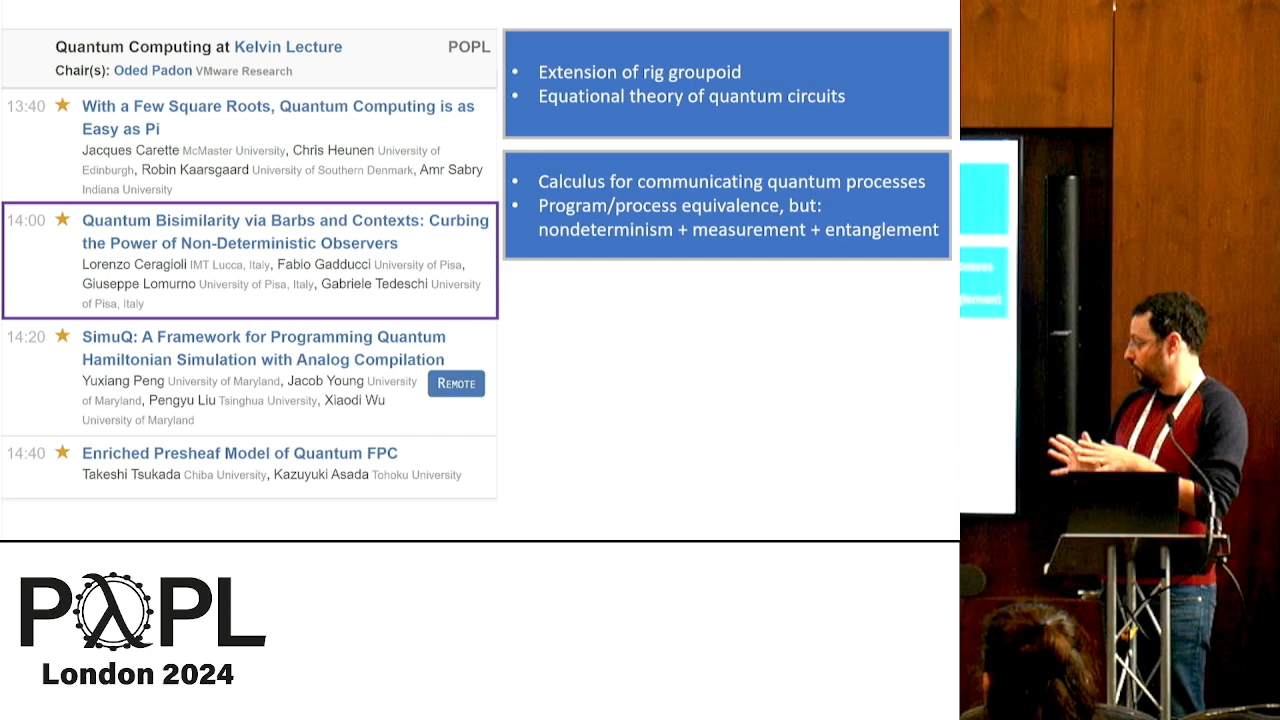 Quantum Computing at Kelvin Lecture
POPL
Chair(s): Oded Padon VMware Research
13:40 ★ With a Few Square Roots, Quantum Computing is as
Easy as Pi
Jacques Carette McMaster University, Chris Heunen University of
Edinburgh, Robin Kaarsgaard University of Southern Denmark, Amr Sabry
Indiana University
14:00 ★ Quantum Bisimilarity via Barbs and Contexts: Curbing
the Power of Non-Deterministic Observers
Lorenzo Ceragioli IMT Lucca, Italy, Fabio Gadducci University of Pisa,
Giuseppe Lomurno University of Pisa, Italy, Gabriele Tedeschi University
of Pisa, Italy
14:20 ★ SimuQ: A Framework for Programming Quantum
Hamiltonian Simulation with Analog Compilation
Yuxiang Peng University of Maryland, Jacob Young University
of Maryland, Pengyu Liu Tsinghua University, Xiaodi Wu
University of Maryland
REMOTE
14:40 ★ Enriched Presheaf Model of Quantum FPC
Takeshi Tsukada Chiba University, Kazuyuki Asada Tohoku University
• Extension of rig groupoid
• Equational theory of quantum circuits
• Calculus for communicating quantum processes
• Program/process equivalence, but:
nondeterminism + measurement + entanglement
PλPL
London 2024